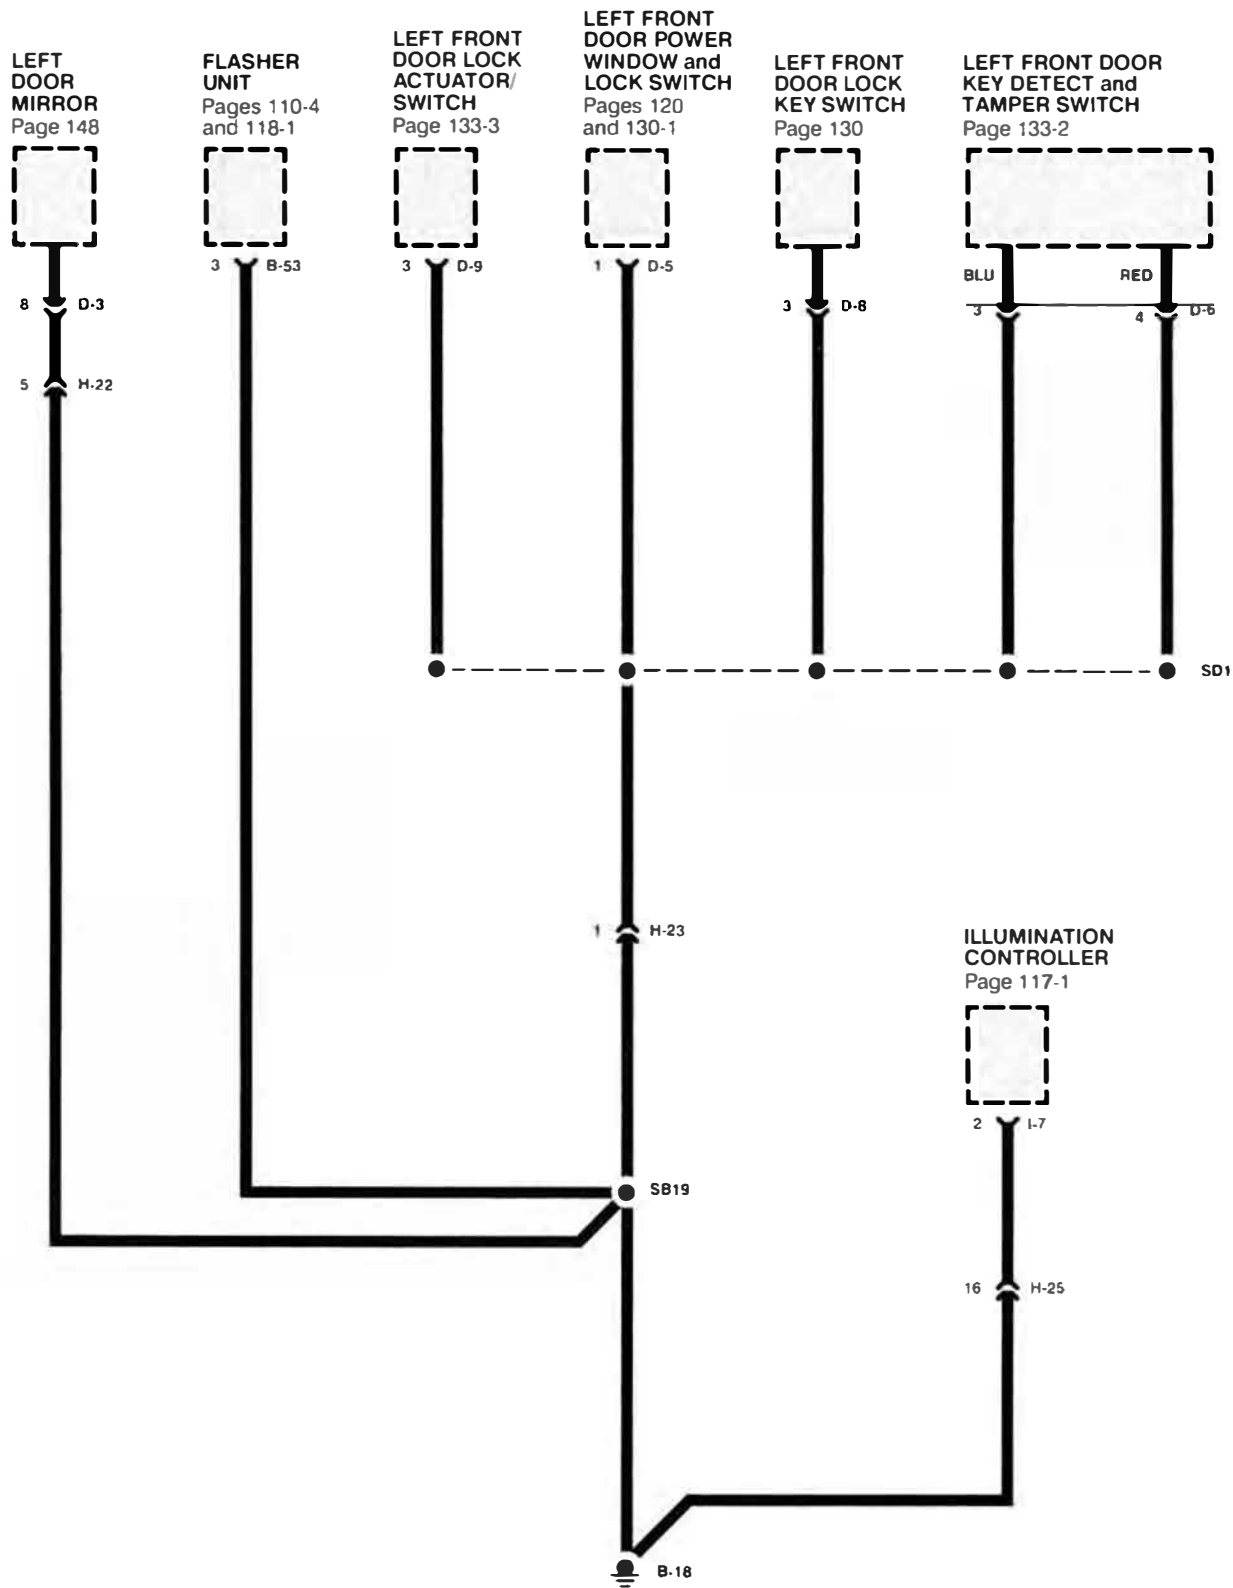 LEFT
DOOR
MIRROR
Page 148
FLASHER
UNIT
Pages 110-4
and 118-1
LEFT FRONT
DOOR LOCK
ACTUATOR/
SWITCH
Page 133-3
LEFT FRONT
DOOR POWER
WINDOW and
LOCK SWITCH
Pages 120
and 130-1
LEFT FRONT
DOOR LOCK
KEY SWITCH
Page 130
LEFT FRONT DOOR
KEY DETECT and
TAMPER SWITCH
Page 133-2
3 B-53
3 D-9
1 D-5
BLU RED
8 D-3
3 D-8
3 4 D-6
5 H-22
SD1
1 H-23
ILLUMINATION
CONTROLLER
Page 117-1
2 I-7
SB19
16 H-25
B-18